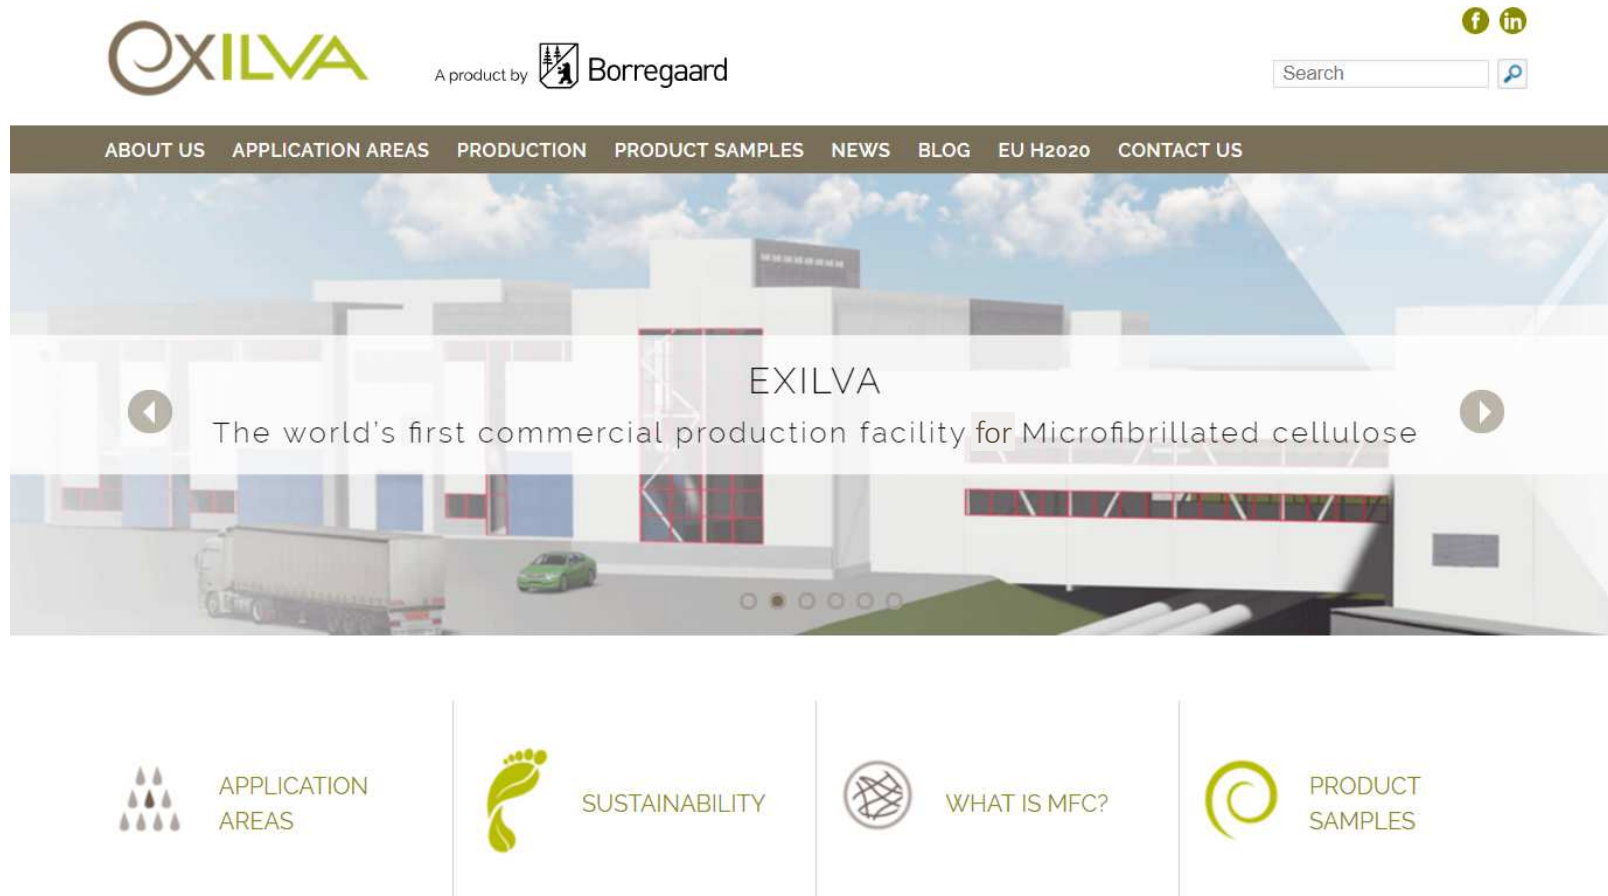 EXILVA
A product by Borregaard
f in
Search
ABOUT US APPLICATION AREAS PRODUCTION PRODUCT SAMPLES NEWS BLOG EU H2020 CONTACT US
EXILVA
The world's first commercial production facility for Microfibrillated cellulose
APPLICATION
AREAS
SUSTAINABILITY
WHAT IS MFC?
PRODUCT
SAMPLES